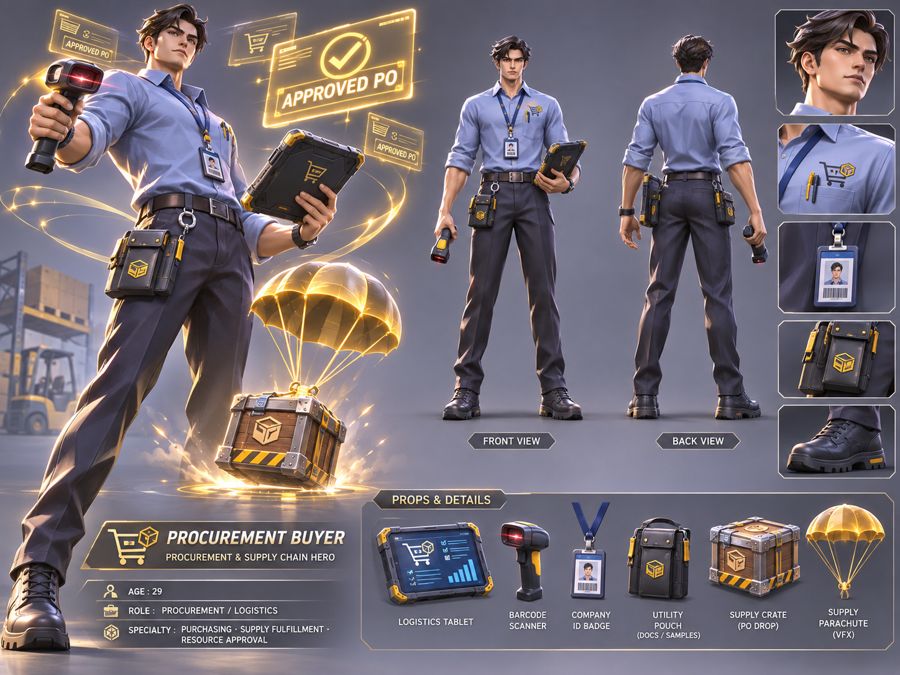 APPROVED PO
APPROVED PO
APPROVED PO
PROCUREMENT BUYER
PROCUREMENT & SUPPLY CHAIN HERO
AGE : 29
ROLE : PROCUREMENT / LOGISTICS
SPECIALTY : PURCHASING · SUPPLY FULFILLMENT ·
RESOURCE APPROVAL
FRONT VIEW
BACK VIEW
PROPS & DETAILS
LOGISTICS TABLET
BARCODE
SCANNER
COMPANY
ID BADGE
UTILITY
POUCH
(DOCS / SAMPLES)
SUPPLY CRATE
(PO DROP)
SUPPLY
PARACHUTE
(VFX)